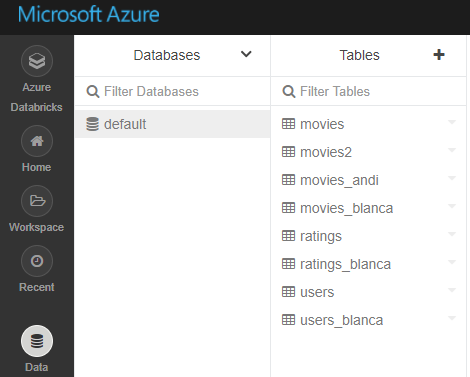 Microsoft Azure
Azure
Databricks
Home
Workspace
Recent
Data
Databases
Filter Databases
default
Tables
Filter Tables
movies
movies2
movies_andi
movies_blanca
ratings
ratings_blanca
users
users_blanca